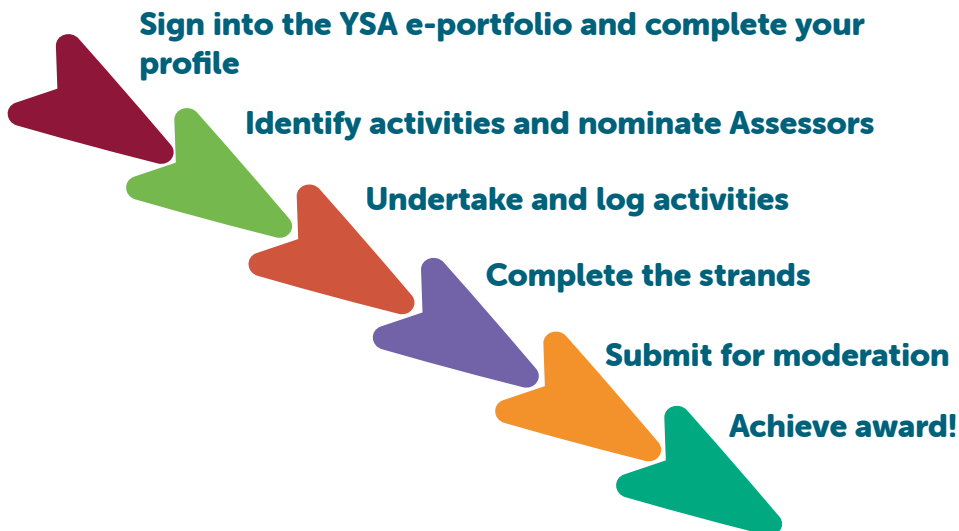 Sign into the YSA e-portfolio and complete your
profile
Identify activities and nominate Assessors
Undertake and log activities
Complete the strands
Submit for moderation
Achieve award!